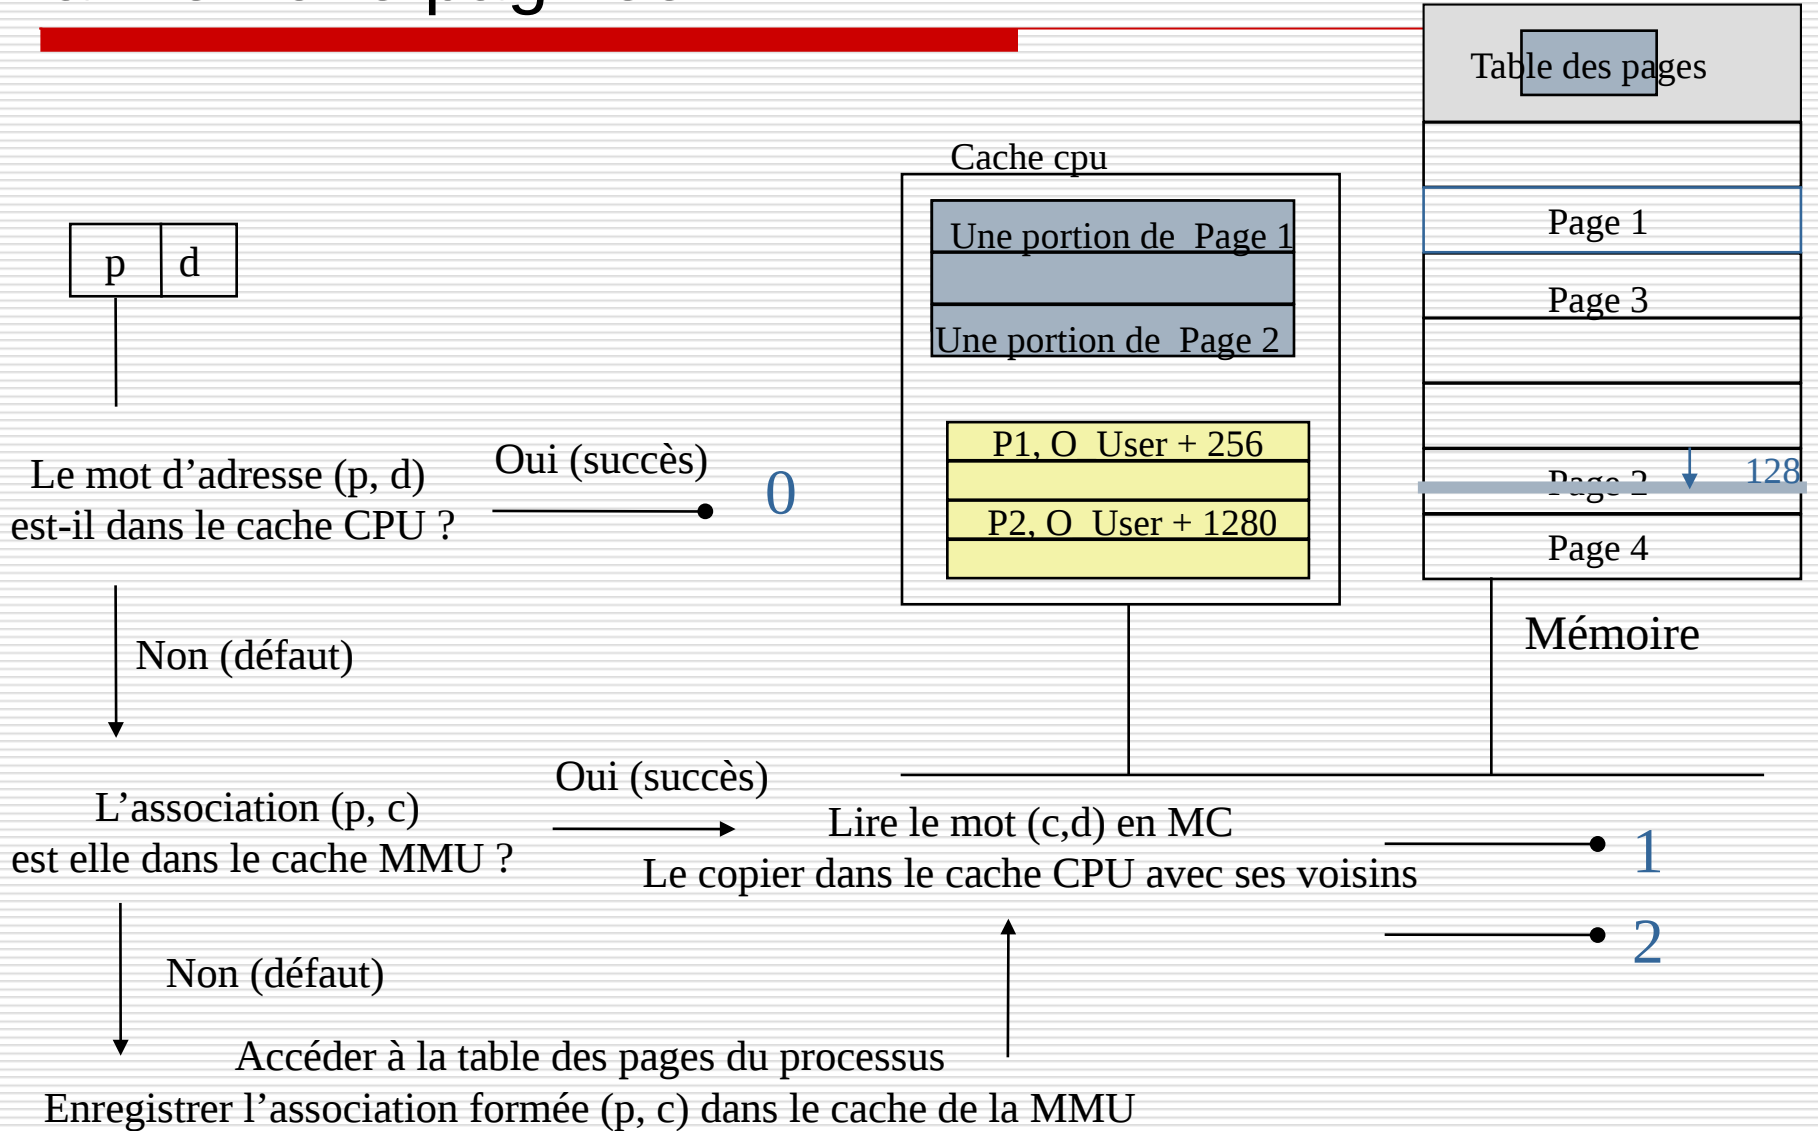 Table des pages
Cache cpu
Une portion de Page 1
Une portion de Page 2
P1, O User + 256
P2, O User + 1280
Page 1
Page 3
Page 2
128
Page 4
Mémoire
p d
Le mot d’adresse (p, d)
est-il dans le cache CPU ?
Oui (succès)
0
Non (défaut)
L’association (p, c)
est elle dans le cache MMU ?
Oui (succès)
Lire le mot (c,d) en MC
Le copier dans le cache CPU avec ses voisins
1
2
Non (défaut)
Accéder à la table des pages du processus
Enregistrer l’association formée (p, c) dans le cache de la MMU